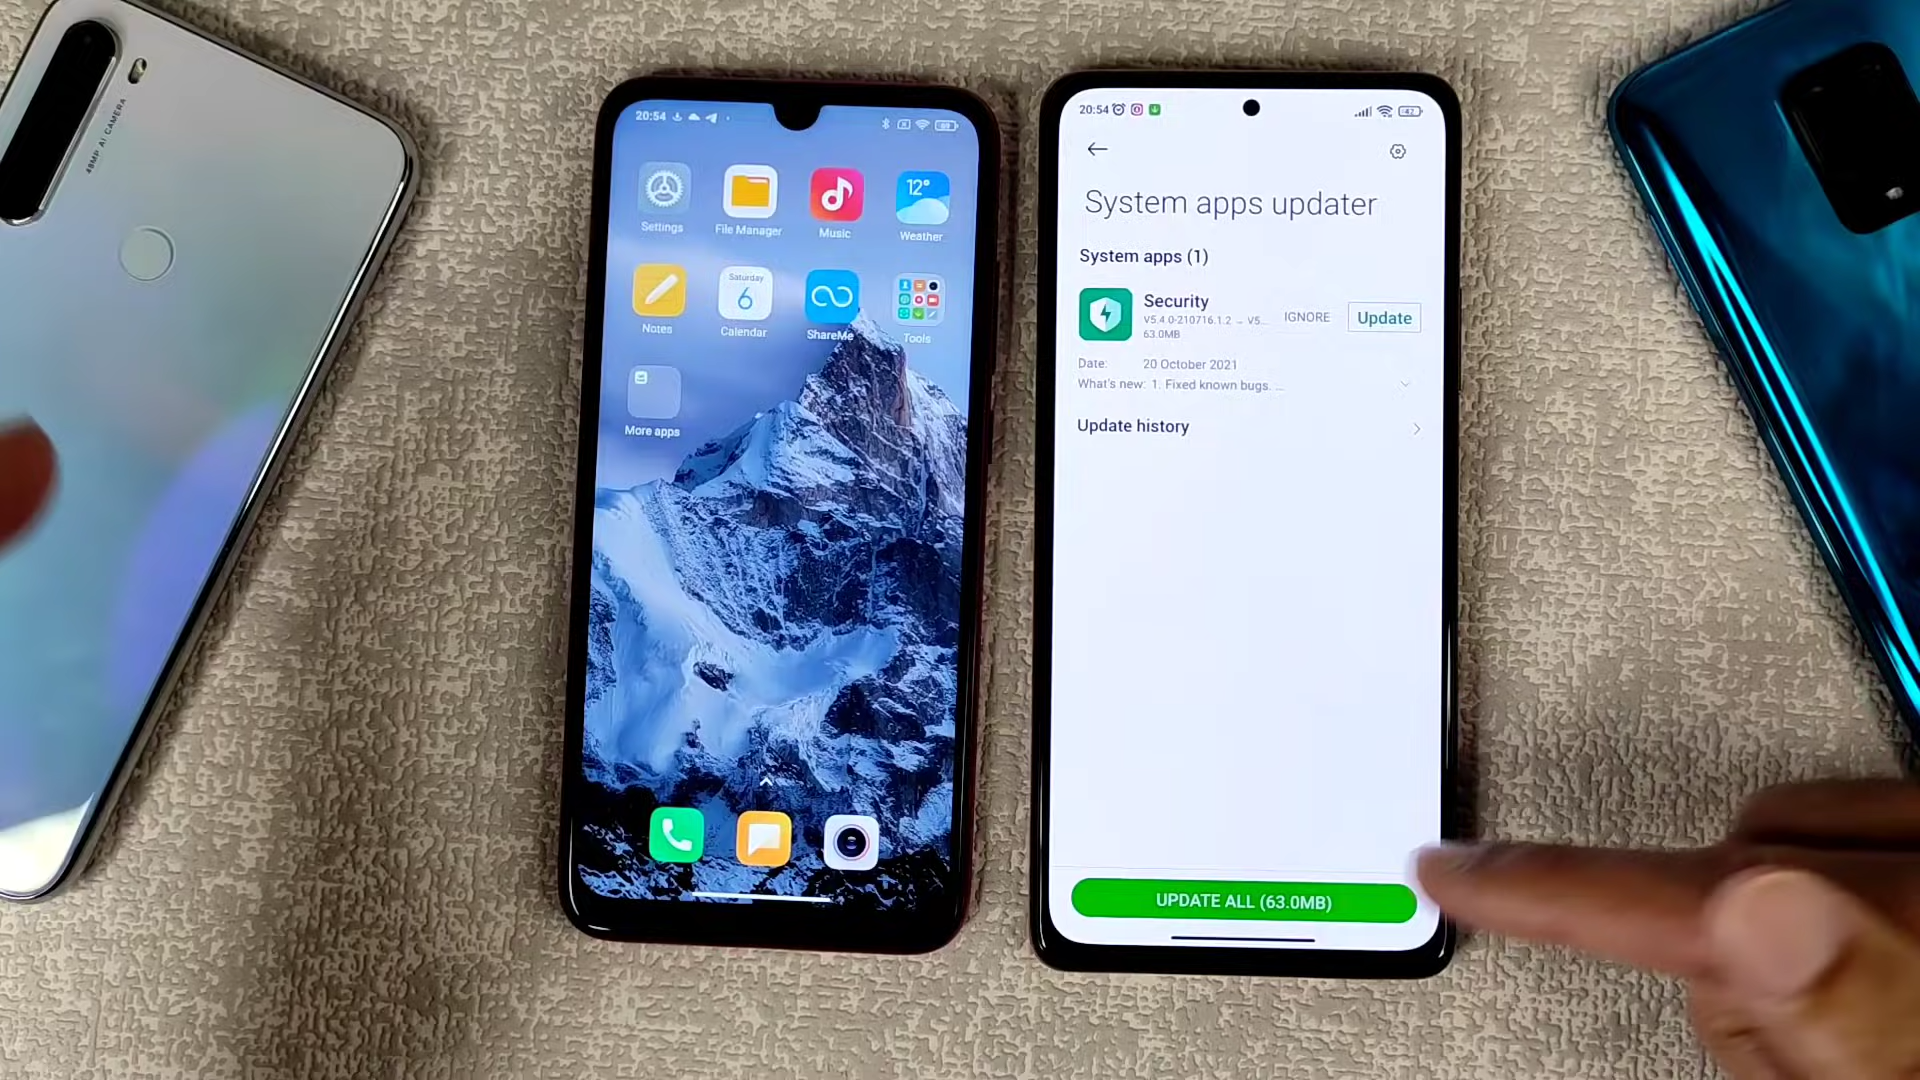 48MP AI CAMERA
20:54
69
Settings
File Manager
Music
12°
Weather
Notes
Saturday
6
Calendar
ShareMe
Tools
More apps
20:54
42
System apps updater
System apps (1)
Security
V5.4.0-210716.1.2 → V5...
63.0MB
IGNORE
Update
Date: 20 October 2021
What's new: 1. Fixed known bugs. ...
Update history
UPDATE ALL (63.0MB)